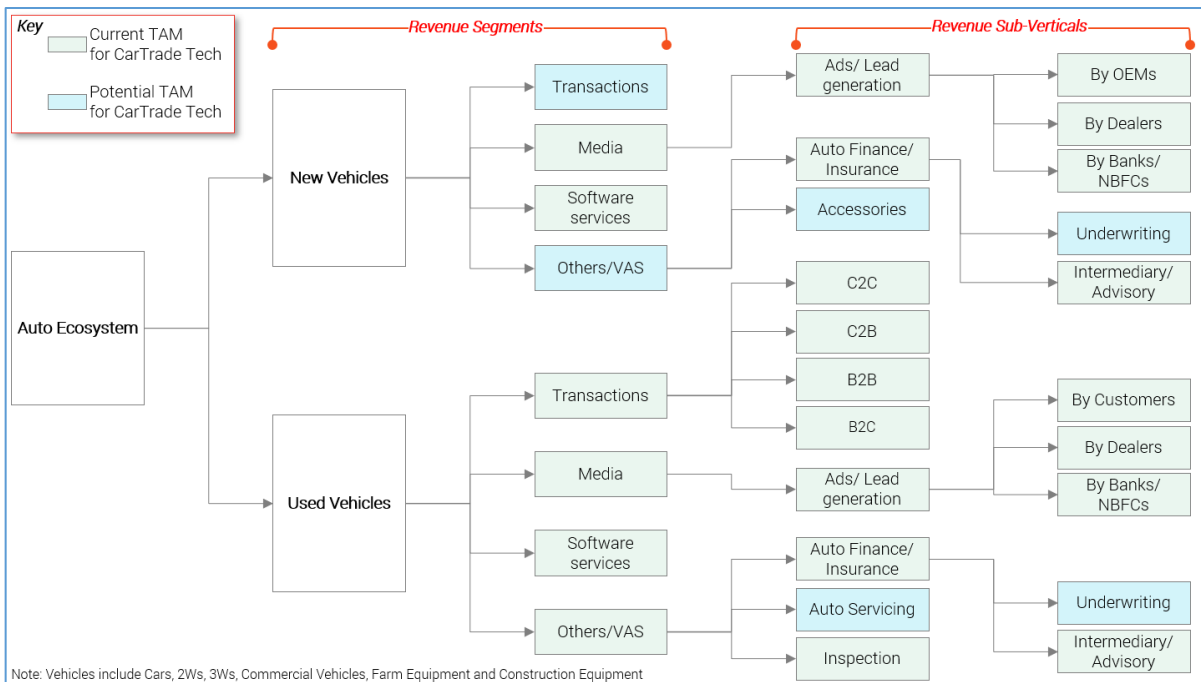 Key
Current TAM
for CarTrade Tech
Potential TAM
for CarTrade Tech
Revenue Segments
Revenue Sub-Verticals
Auto Ecosystem
New Vehicles
Transactions
Media
Software
services
Others/VAS
Ads/ Lead
generation
Auto Finance/
Insurance
Accessories
By OEMs
By Dealers
By Banks/
NBFCs
Underwriting
Intermediary/
Advisory
Used Vehicles
Transactions
Media
Software
services
Others/VAS
C2C
C2B
B2B
B2C
Ads/ Lead
generation
Auto Finance/
Insurance
Auto Servicing
Inspection
By Customers
By Dealers
By Banks/
NBFCs
Underwriting
Intermediary/
Advisory
Note: Vehicles include Cars, 2Ws, 3Ws, Commercial Vehicles, Farm Equipment and Construction Equipment